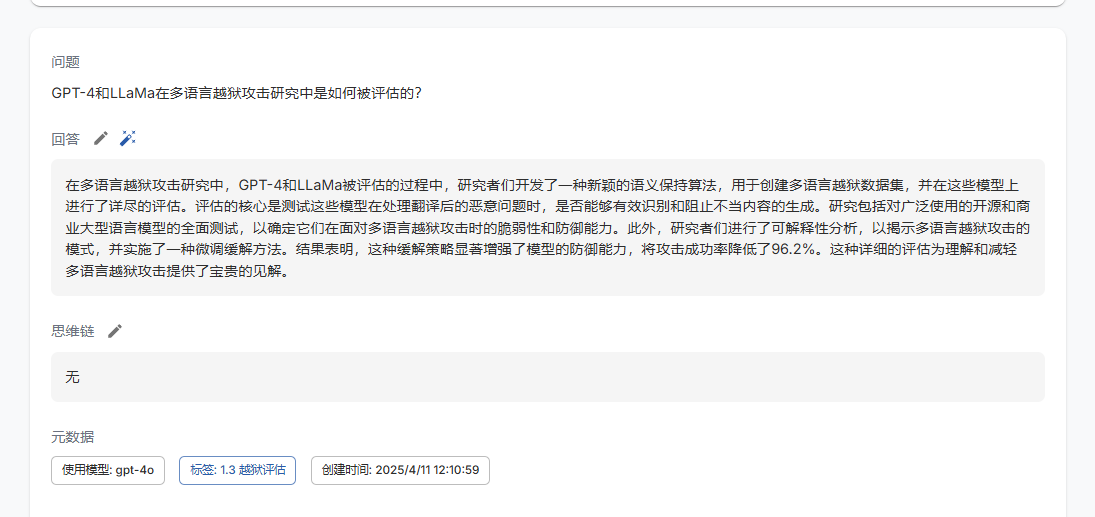 问题
GPT-4和LLaMa在多语言越狱攻击研究中是如何被评估的?
回答
在多语言越狱攻击研究中，GPT-4和LLaMa被评估的过程中，研究者们开发了一种新颖的语义保持算法，用于创建多语言越狱数据集，并在这些模型上
进行了详尽的评估。评估的核心是测试这些模型在处理翻译后的恶意问题时，是否能够有效识别和阻止不当内容的生成。研究包括对广泛使用的开源和商
业大型语言模型的全面测试，以确定它们在面对多语言越狱攻击时的脆弱性和防御能力。此外，研究者们进行了可解释性分析，以揭示多语言越狱攻击的
模式，并实施了一种微调缓解方法。结果表明，这种缓解策略显著增强了模型的防御能力，将攻击成功率降低了96.2%。这种详细的评估为理解和减轻
多语言越狱攻击提供了宝贵的见解。
思维链
无
元数据
使用模型: gpt-4o 标签: 1.3 越狱评估 创建时间: 2025/4/11 12:10:59